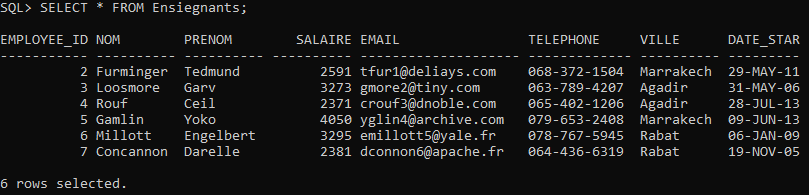 SQL> SELECT * FROM Ensiegnants;
EMPLOYEE_ID NOM        PRENOM        SALAIRE EMAIL                TELEPHONE    VILLE      DATE_STAR
----------- ---------- ---------- ---------- -------------------- ------------ ---------- ---------
          2 Furminger  Tedmund          2591 tfur1@deliays.com    068-372-1504 Marrakech  29-MAY-11
          3 Loosmore   Garv             3273 gmore2@tiny.com      063-789-4207 Agadir     31-MAY-06
          4 Rouf       Ceil             2371 crouf3@dnoble.com    065-402-1206 Agadir     28-JUL-13
          5 Gamlin     Yoko             4050 yglin4@archive.com   079-653-2408 Marrakech  09-JUN-13
          6 Millott    Engelbert        3295 emillott5@yale.fr    078-767-5945 Rabat      06-JAN-09
          7 Concannon  Darelle          2381 dconnon6@apache.fr   064-436-6319 Rabat      19-NOV-05
6 rows selected.